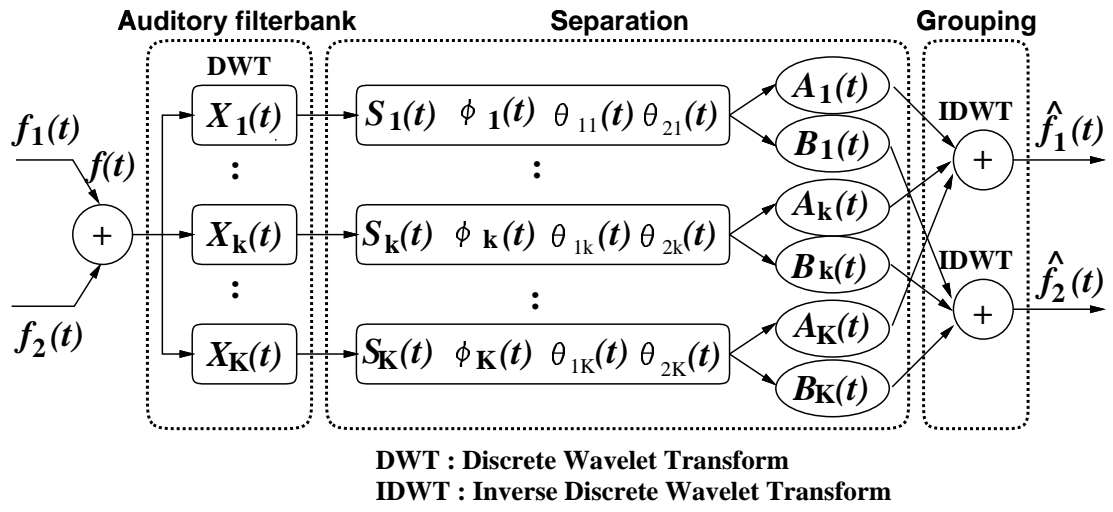 Auditory filterbank Separation Grouping
DWT
X1(t) S1(t) ϕ1(t) θ11(t) θ21(t) A1(t) IDWT
f1(t) f(t) B1(t) + f̂1(t)
: :
+ Xk(t) Sk(t) ϕk(t) θ1k(t) θ2k(t) Ak(t)
Bk(t) IDWT
: :
f2(t) + f̂2(t)
XK(t) SK(t) ϕK(t) θ1K(t) θ2K(t) AK(t)
BK(t)
DWT : Discrete Wavelet Transform
IDWT : Inverse Discrete Wavelet Transform